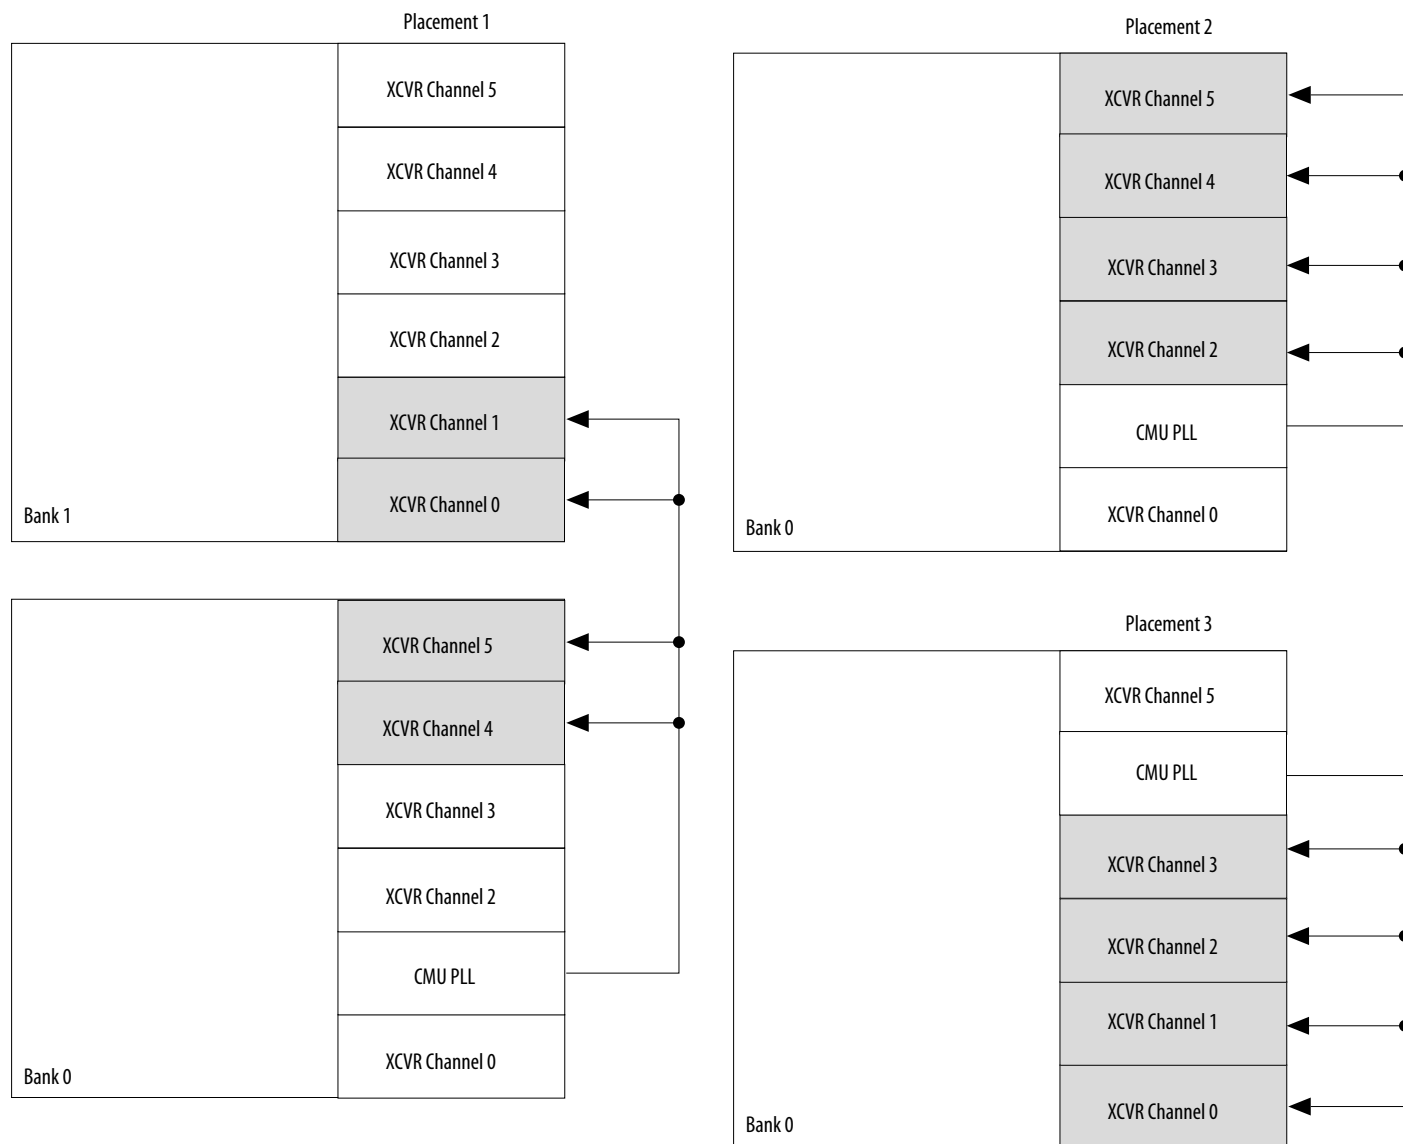 Placement 1
XCVR Channel 5
XCVR Channel 4
XCVR Channel 3
XCVR Channel 2
XCVR Channel 1
XCVR Channel 0
Bank 1
XCVR Channel 5
XCVR Channel 4
XCVR Channel 3
XCVR Channel 2
CMU PLL
XCVR Channel 0
Bank 0
Placement 2
XCVR Channel 5
XCVR Channel 4
XCVR Channel 3
XCVR Channel 2
CMU PLL
XCVR Channel 0
Bank 0
Placement 3
XCVR Channel 5
CMU PLL
XCVR Channel 3
XCVR Channel 2
XCVR Channel 1
XCVR Channel 0
Bank 0